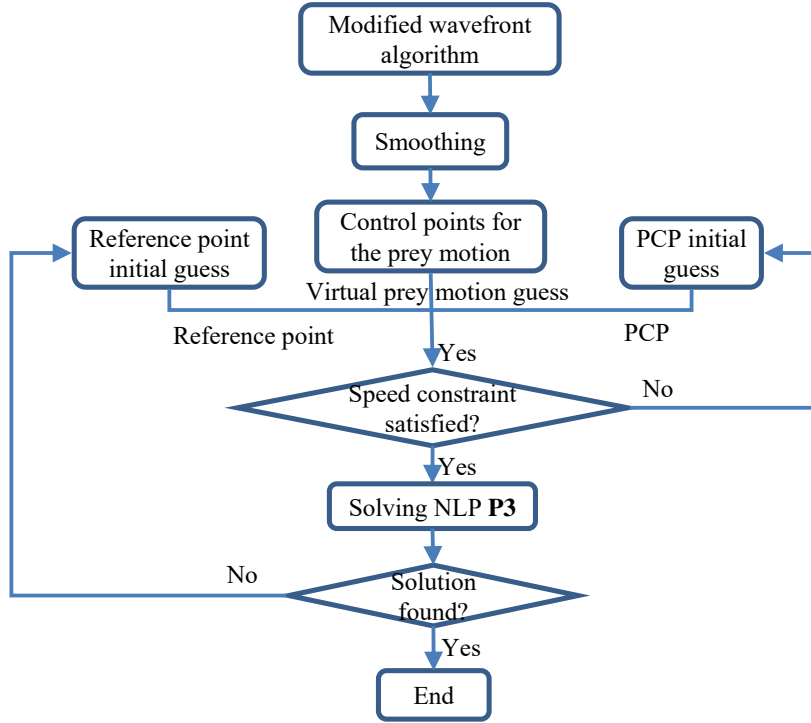 Modified wavefront
algorithm
Smoothing
Reference point
initial guess
Control points for
the prey motion
PCP initial
guess
Virtual prey motion guess
Reference point
PCP
Yes
Speed constraint
satisfied?
No
Yes
Solving NLP P3
No
Solution
found?
Yes
End